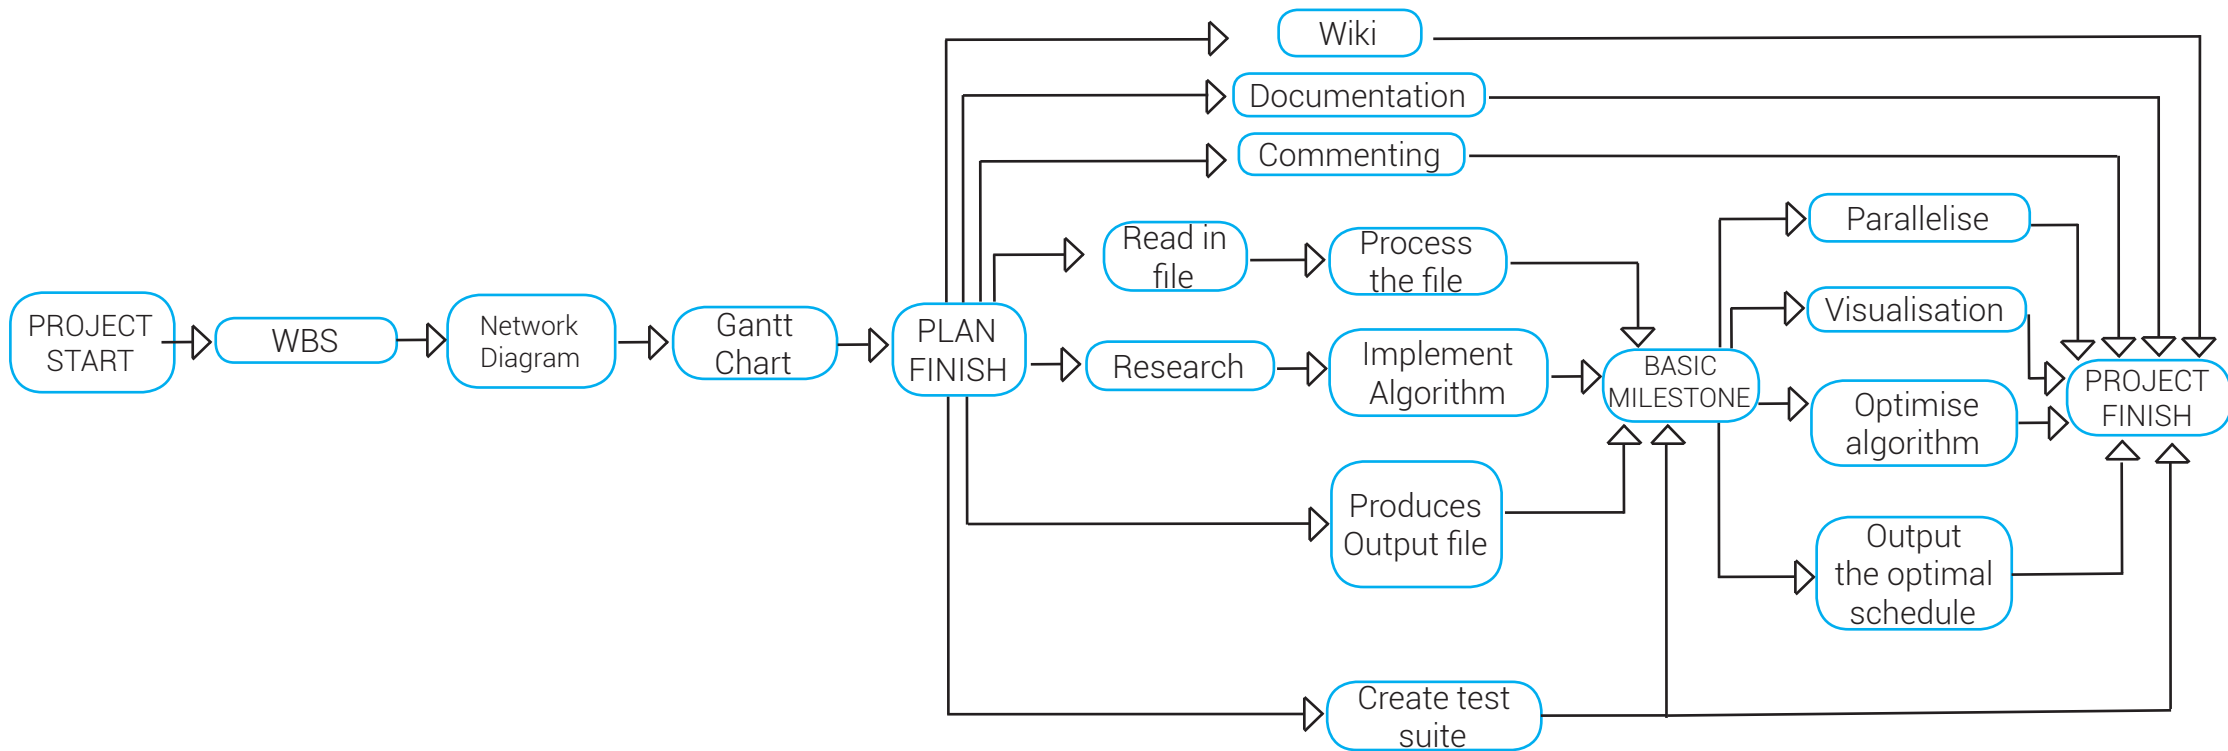 Wiki
Documentation
Commenting
Read in
file
Process
the file
Parallelise
PROJECT
START
WBS
Network
Diagram
Gantt
Chart
PLAN
FINISH
Research
Implement
Algorithm
BASIC
MILESTONE
Visualisation
Optimise
algorithm
PROJECT
FINISH
Produces
Output file
Output
the optimal
schedule
Create test
suite